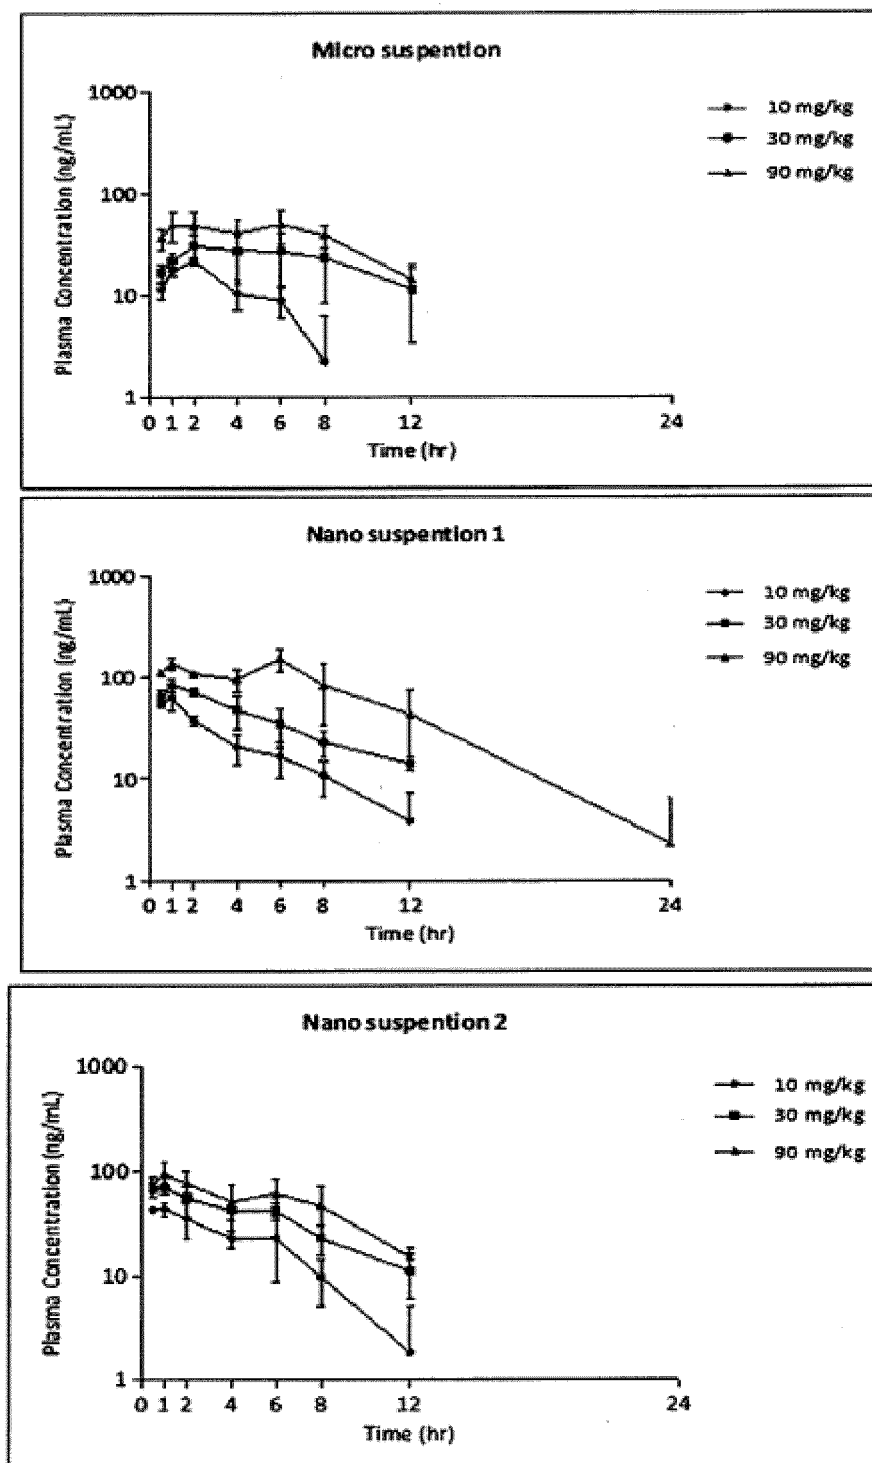 Micro suspention
1000
100
10
1
Plasma Concentration (ng/mL)
0 1 2 4 6 8 12 24
Time (hr)
10 mg/kg
30 mg/kg
90 mg/kg
Nano suspention 1
1000
100
10
1
Plasma Concentration (ng/mL)
0 1 2 4 6 8 12 24
Time (hr)
10 mg/kg
30 mg/kg
90 mg/kg
Nano suspention 2
1000
100
10
1
Plasma Concentration (ng/mL)
0 1 2 4 6 8 12 24
Time (hr)
10 mg/kg
30 mg/kg
90 mg/kg